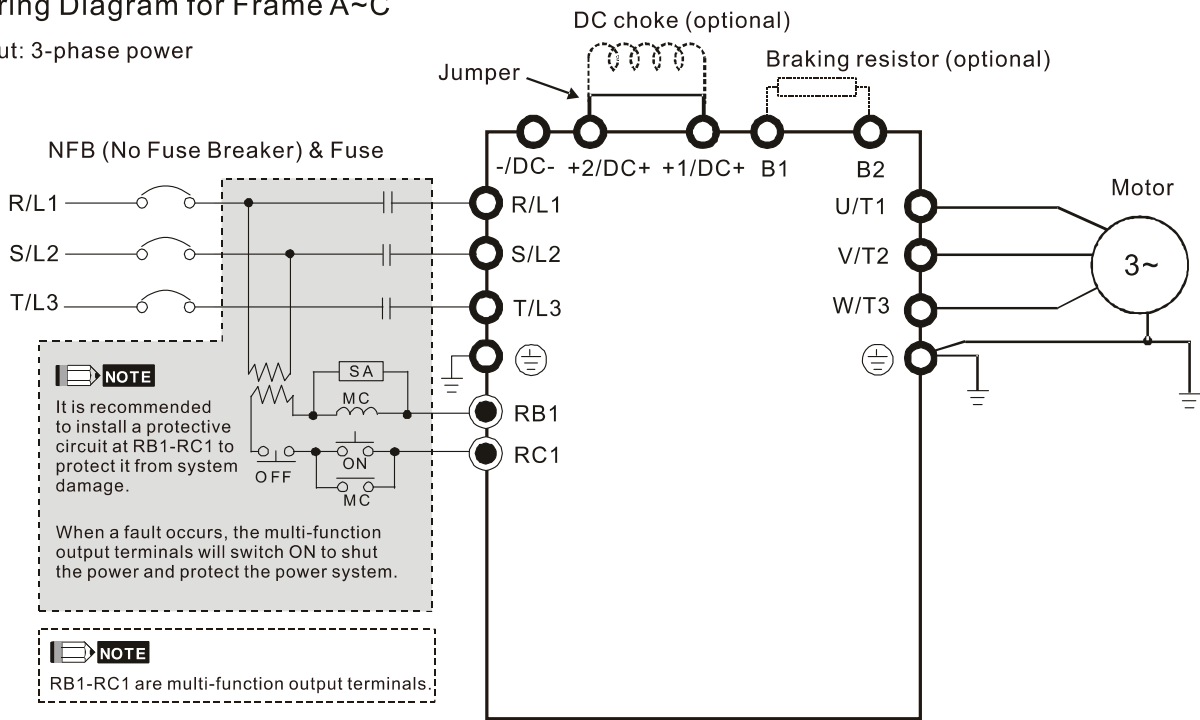 ring Diagram for Frame A~C
ut: 3-phase power
DC choke (optional)
Jumper
Braking resistor (optional)
NFB (No Fuse Breaker) & Fuse
-/DC- +2/DC+ +1/DC+ B1 B2
Motor
R/L1 R/L1 U/T1
S/L2 S/L2 V/T2
3~
T/L3 T/L3 W/T3
SA
MC
RB1
RC1
OFF
ON
MC
NOTE
It is recommended
to install a protective
circuit at RB1-RC1 to
protect it from system
damage.
When a fault occurs, the multi-function
output terminals will switch ON to shut
the power and protect the power system.
NOTE
RB1-RC1 are multi-function output terminals.